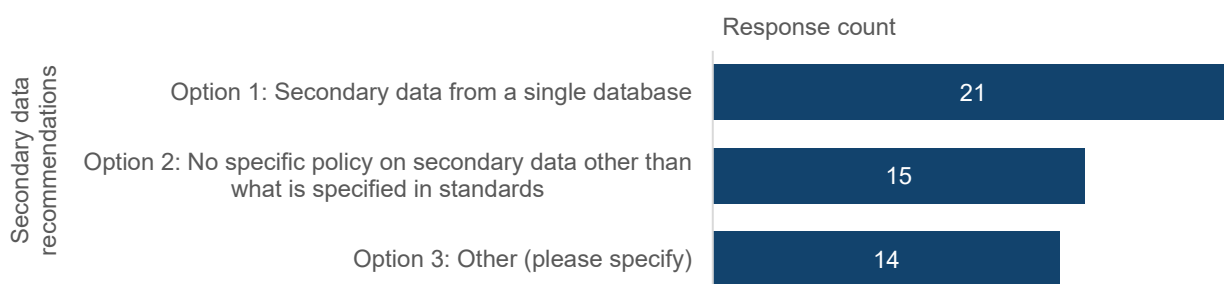 Response count
Secondary data
recommendations
Option 1: Secondary data from a single database
21
Option 2: No specific policy on secondary data other than
what is specified in standards
15
Option 3: Other (please specify)
14